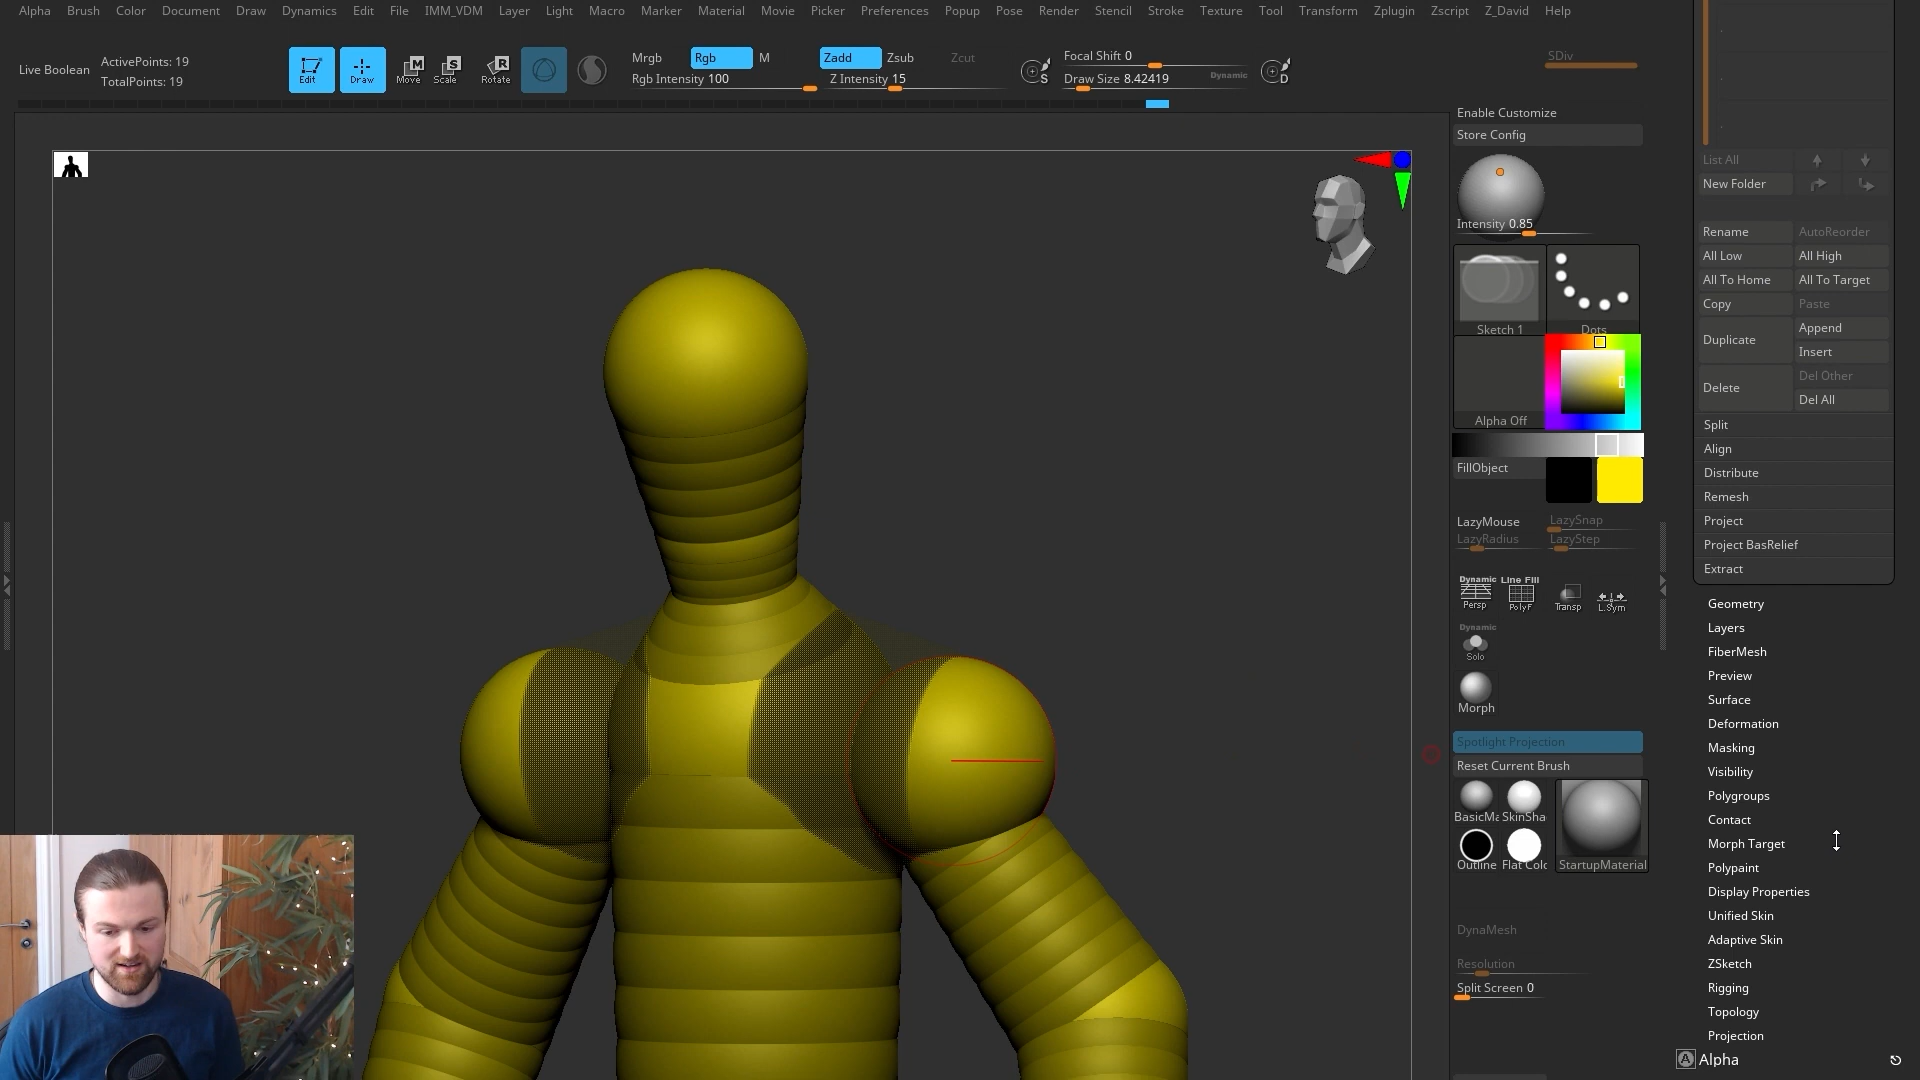 Alpha Brush Color Document Draw Dynamics Edit File IMM_VDM Layer Light Macro Marker Material Movie Picker Preferences Popup Pose Render Stencil Stroke Texture Tool Transform Zplugin Zscript Z_David Help
Live Boolean
ActivePoints: 19
TotalPoints: 19
Edit
Draw
Move
Scale
Rotate
Mrgb Rgb M
Rgb Intensity 100
Zadd Zsub Zcut
Z Intensity 15
S
Focal Shift 0
Draw Size 8.42419 Dynamic
D
SDiv
Enable Customize
Store Config
Intensity 0.85
Sketch 1
Dots
Alpha Off
FillObject
LazyMouse LazySnap
LazyRadius LazyStep
Dynamic Line Fill
Persp PolyF Transp L.Sym
Dynamic
Solo
Morph
Spotlight Projection
Reset Current Brush
BasicMa SkinSha
Outline Flat Colo
StartupMaterial
DynaMesh
Resolution
Split Screen 0
List All
New Folder
Rename AutoReorder
All Low All High
All To Home All To Target
Copy Paste
Duplicate
Append
Insert
Delete
Del Other
Del All
Split
Align
Distribute
Remesh
Project
Project BasRelief
Extract
Geometry
Layers
FiberMesh
Preview
Surface
Deformation
Masking
Visibility
Polygroups
Contact
Morph Target
Polypaint
Display Properties
Unified Skin
Adaptive Skin
ZSketch
Rigging
Topology
Projection
A Alpha